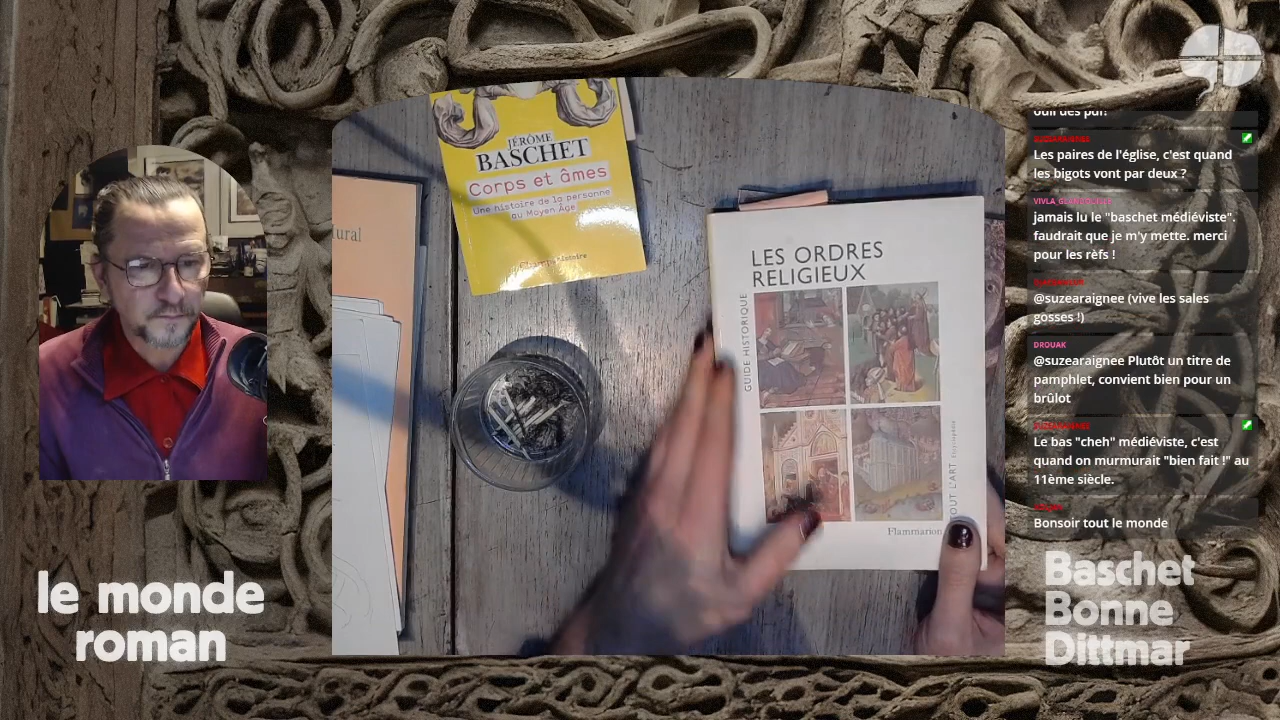 JÉRÔME
BASCHET
Corps et âmes
Une histoire de la personne
au Moyen Âge
LES ORDRES
RELIGIEUX
GUIDE HISTORIQUE
TOUT L'ART
Flammarion
le monde
roman
Les paires de l'église, c'est quand
les bigots vont par deux ?
jamais lu le "baschet médiéviste".
faudrait que je m'y mette. merci
pour les rèfs !
@suzearaignee (vive les sales
gosses !)
DROUAK
@suzearaignee Plutôt un titre de
pamphlet, convient bien pour un
brûlot
Le bas "cheh" médiéviste, c'est
quand on murmurait "bien fait !" au
11ème siècle.
Bonsoir tout le monde
Baschet
Bonne
Dittmar